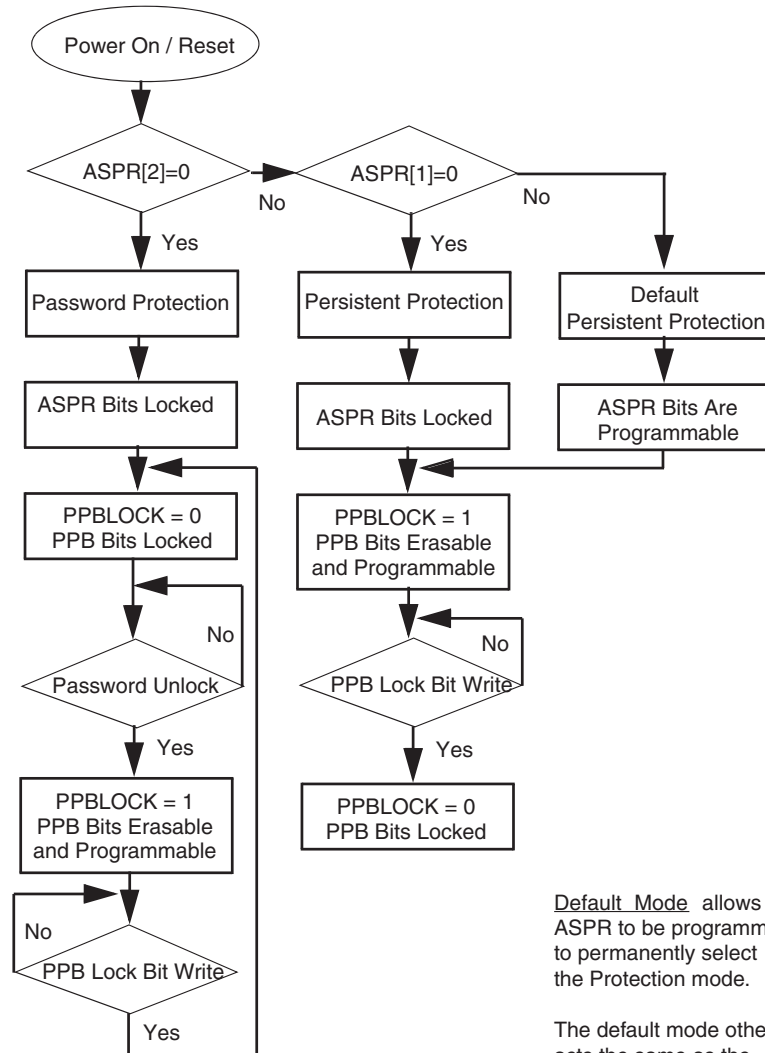 Power On / Reset
ASPR[2]=0
No
ASPR[1]=0
No
Yes
Yes
Password Protection
Persistent Protection
Default
Persistent Protection
ASPR Bits Locked
ASPR Bits Locked
ASPR Bits Are
Programmable
PPBLOCK = 0
PPB Bits Locked
PPBLOCK = 1
PPB Bits Erasable
and Programmable
No
No
Password Unlock
PPB Lock Bit Write
Yes
Yes
PPBLOCK = 1
PPB Bits Erasable
and Programmable
PPBLOCK = 0
PPB Bits Locked
No
PPB Lock Bit Write
Yes
Default Mode allows
ASPR to be programm
to permanently select
the Protection mode.
The default mode othe
acts the same as the